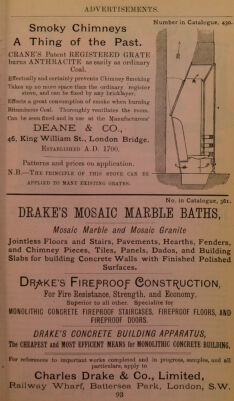 ADVERTISEMENTS.
Number in Catalogue, 430.
Smoky Chimneys
A Thing of the Past.
CRANE'S Patent REGISTERED GRATE
burns ANTHRACITE as easily as ordinary
Coal.
Effectually and certainly prevents Chimney Smoking
Takes up no more space than the ordinary register
stove, and can be fixed by any bricklayer.
Effects a great consumption of smoke when burning
Bituminous Coal. Thoroughly ventilates the room.
Can be seen fixed and in use at the Manufacturers'
DEANE & CO.,
46, King William St., London Bridge.
ESTABLISHED A.D. 1700.
Patterns and prices on application.
N.B.—THE PRINCIPLE OF THIS STOVE CAN BE
APPLIED TO MANY EXISTING GRATES.
No. in Catalogue, 361.
DRAKE'S MOSAIC MARBLE BATHS,
Mosaic Marble and Mosaic Granite
Jointless Floors and Stairs, Pavements, Hearths, Fenders,
and Chimney Pieces, Tiles, Panels, Dados, and Building
Slabs for building Concrete Walls with Finished Polished
Surfaces.
DRAKE'S FIREPROOF CONSTRUCTION,
For Fire Resistance, Strength, and Economy.
Superior to all other. Specialities for
MONOLITHIC CONCRETE FIREPROOF STAIRCASES, FIREPROOF FLOORS, AND
FIREPROOF DOORS.
DRAKE'S CONCRETE BUILDING APPARATUS,
The CHEAPEST and MOST EFFICIENT MEANS for MONOLITHIC CONCRETE BUILDING.
For references to important works completed and in progress, samples, and all
particulars, apply to
Charles Drake & Co., Limited,
Railway Wharf, Battersea Park, London, S.W.
93